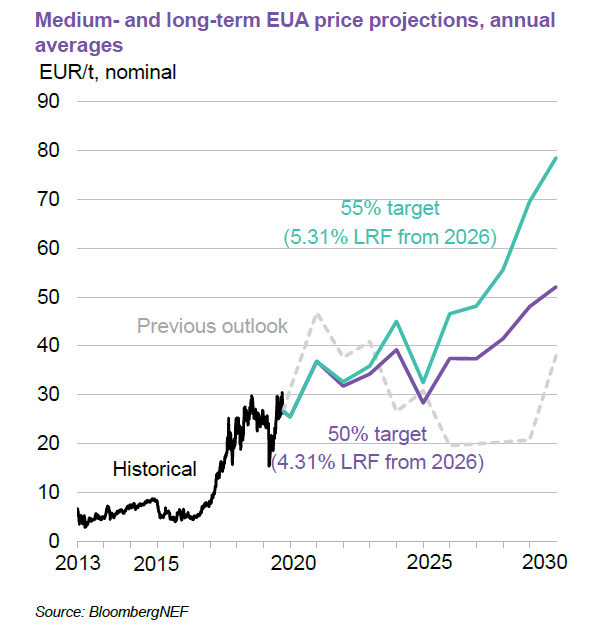 Medium- and long-term EUA price projections, annual
averages
EUR/t, nominal
90
80
70
60
50
40
30
20
10
0
55% target
(5.31% LRF from 2026)
Previous outlook
50% target
(4.31% LRF from 2026)
Historical
2013 2015 2020 2025 2030
Source: BloombergNEF